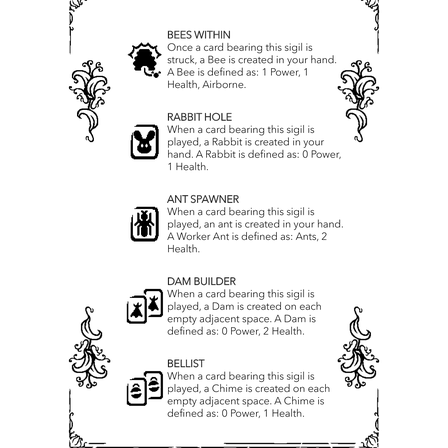 BEES WITHIN
Once a card bearing this sigil is
struck, a Bee is created in your hand.
A Bee is defined as: 1 Power, 1
Health, Airborne.
RABBIT HOLE
When a card bearing this sigil is
played, a Rabbit is created in your
hand. A Rabbit is defined as: 0 Power,
1 Health.
ANT SPAWNER
When a card bearing this sigil is
played, an ant is created in your hand.
A Worker Ant is defined as: Ants, 2
Health.
DAM BUILDER
When a card bearing this sigil is
played, a Dam is created on each
empty adjacent space. A Dam is
defined as: 0 Power, 2 Health.
BELLIST
When a card bearing this sigil is
played, a Chime is created on each
empty adjacent space. A Chime is
defined as: 0 Power, 1 Health.